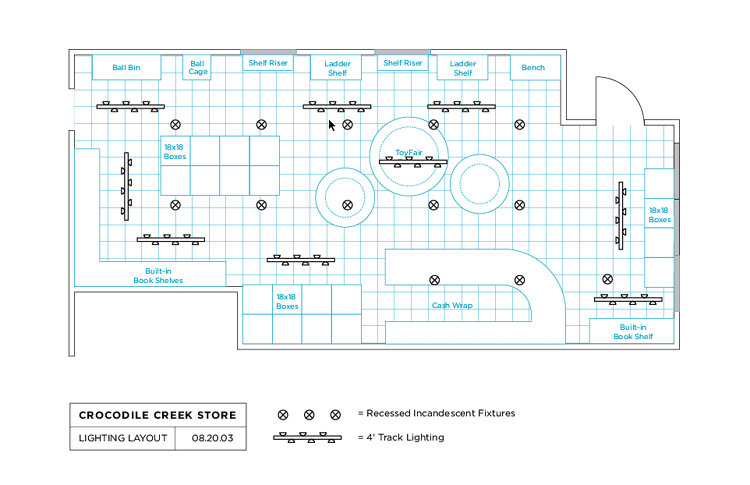 Ball Bin
Ball
Cage
Shelf Riser
Ladder
Shelf
Shelf Riser
Ladder
Shelf
Bench
18x18
Boxes
ToyFair
18x18
Boxes
Built-in
Book Shelves
18x18
Boxes
Cash Wrap
Built-in
Book Shelf
CROCODILE CREEK STORE
LIGHTING LAYOUT 08.20.03
= Recessed Incandescent Fixtures
= 4' Track Lighting